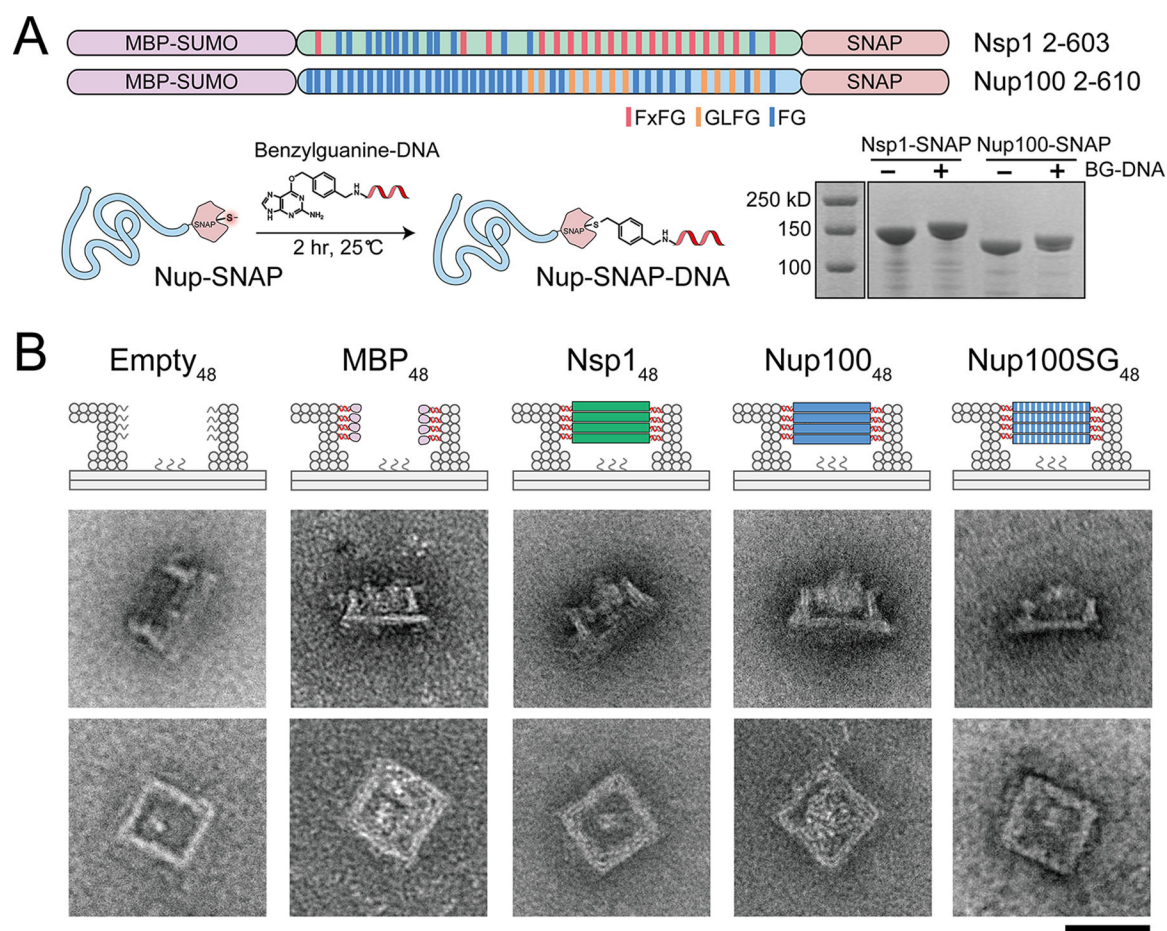 A
MBP-SUMO SNAP Nsp1 2-603
MBP-SUMO SNAP Nup100 2-610
FxFG GLFG FG
Benzylguanine-DNA
N
N
N
H
O
N
N
NH₂
H
N
SNAP
S-
2 hr, 25℃
SNAP
S
H
N
Nup-SNAP
Nup-SNAP-DNA
Nsp1-SNAP Nup100-SNAP
− + − + BG-DNA
250 kD
150
100
B
Empty₄₈ MBP₄₈ Nsp1₄₈ Nup100₄₈ Nup100SG₄₈